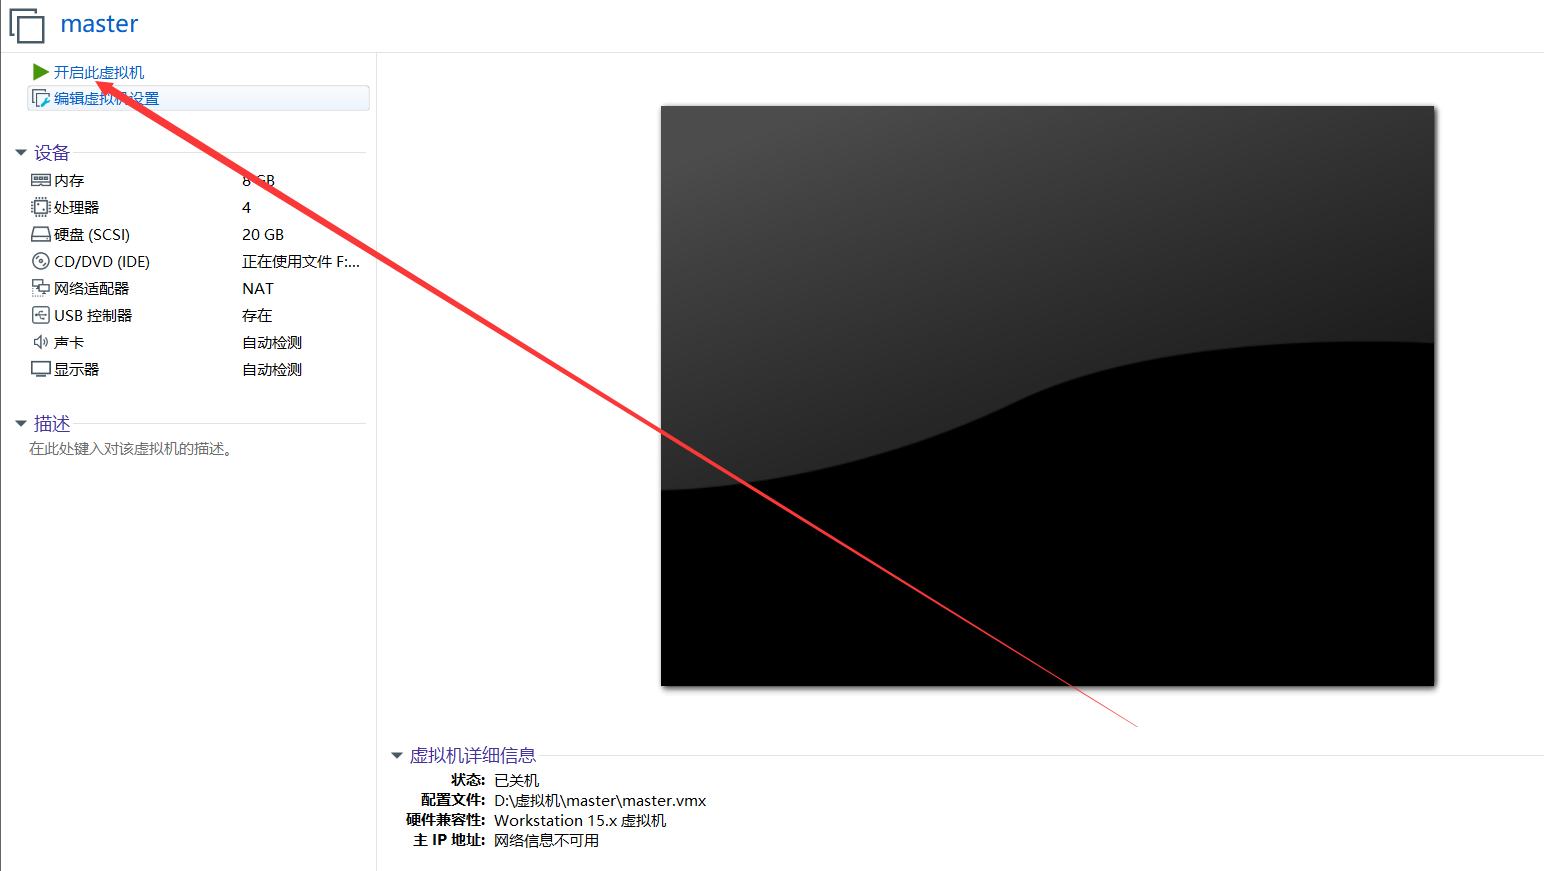 master
开启此虚拟机
编辑虚拟机设置
设备
内存 8 GB
处理器 4
硬盘 (SCSI) 20 GB
CD/DVD (IDE) 正在使用文件 F:...
网络适配器 NAT
USB 控制器 存在
声卡 自动检测
显示器 自动检测
描述
在此处键入对该虚拟机的描述。
虚拟机详细信息
状态: 已关机
配置文件: D:\虚拟机\master\master.vmx
硬件兼容性: Workstation 15.x 虚拟机
主 IP 地址: 网络信息不可用